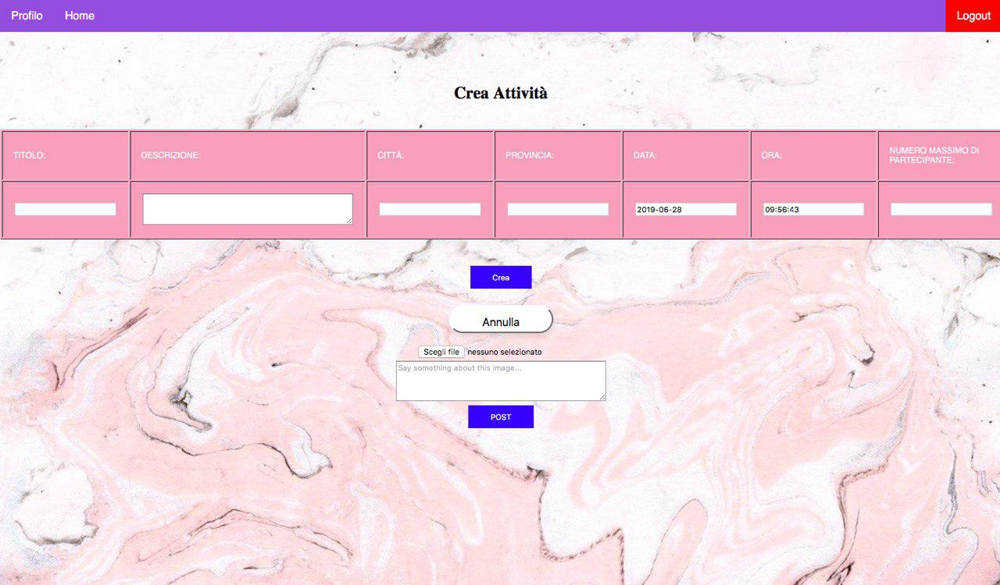 Profilo Home Logout
Crea Attività
TITOLO: DESCRIZIONE: CITTÀ: PROVINCIA: DATA: ORA: NUMERO MASSIMO DI
PARTECIPANTE:
2019-06-28 09:56:43
Crea
Annulla
Scegli file nessuno selezionato
Say something about this image...
POST